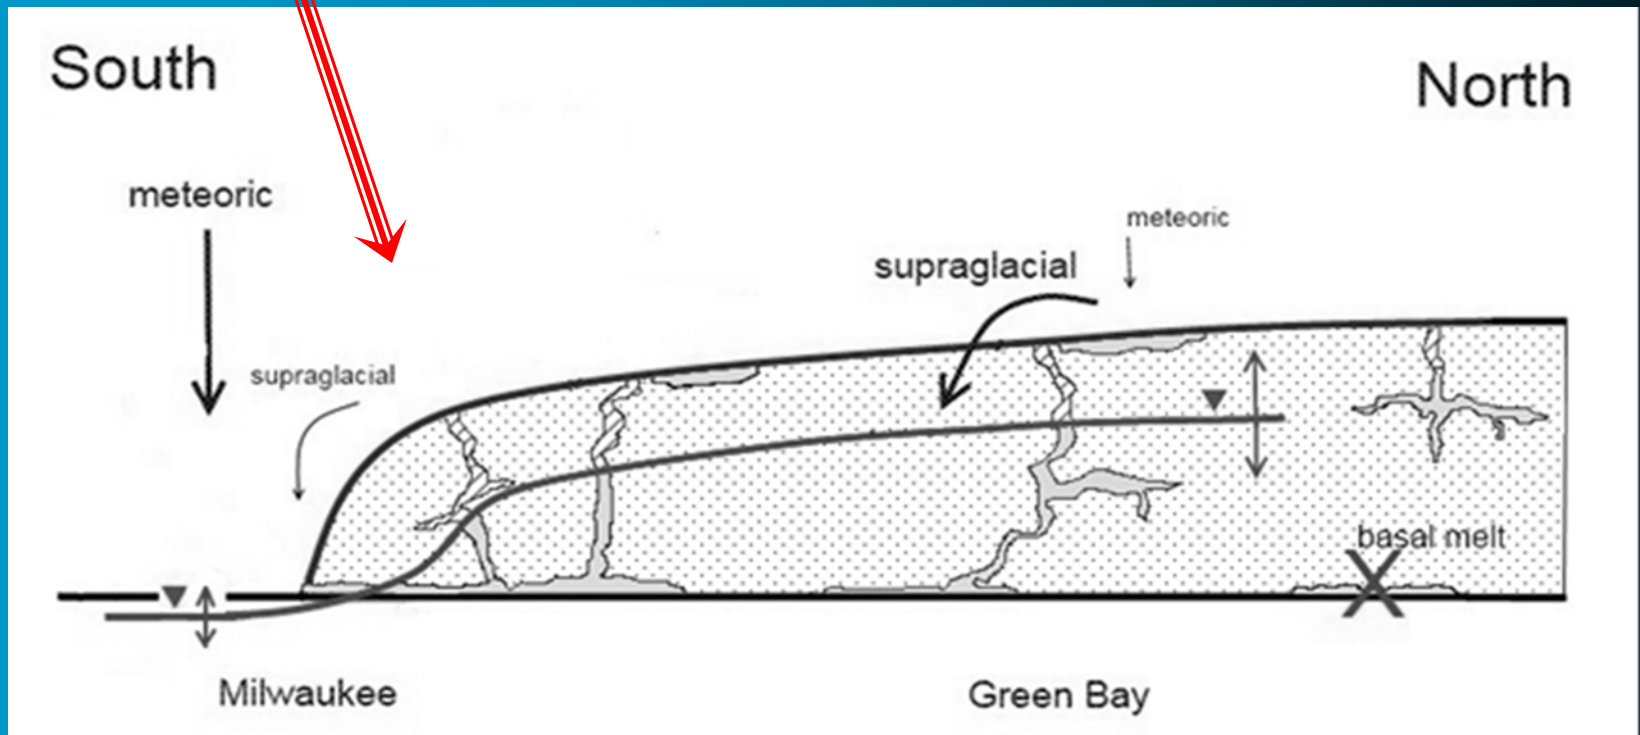 South
North
meteoric
meteoric
supraglacial
supraglacial
basal melt
Milwaukee
Green Bay